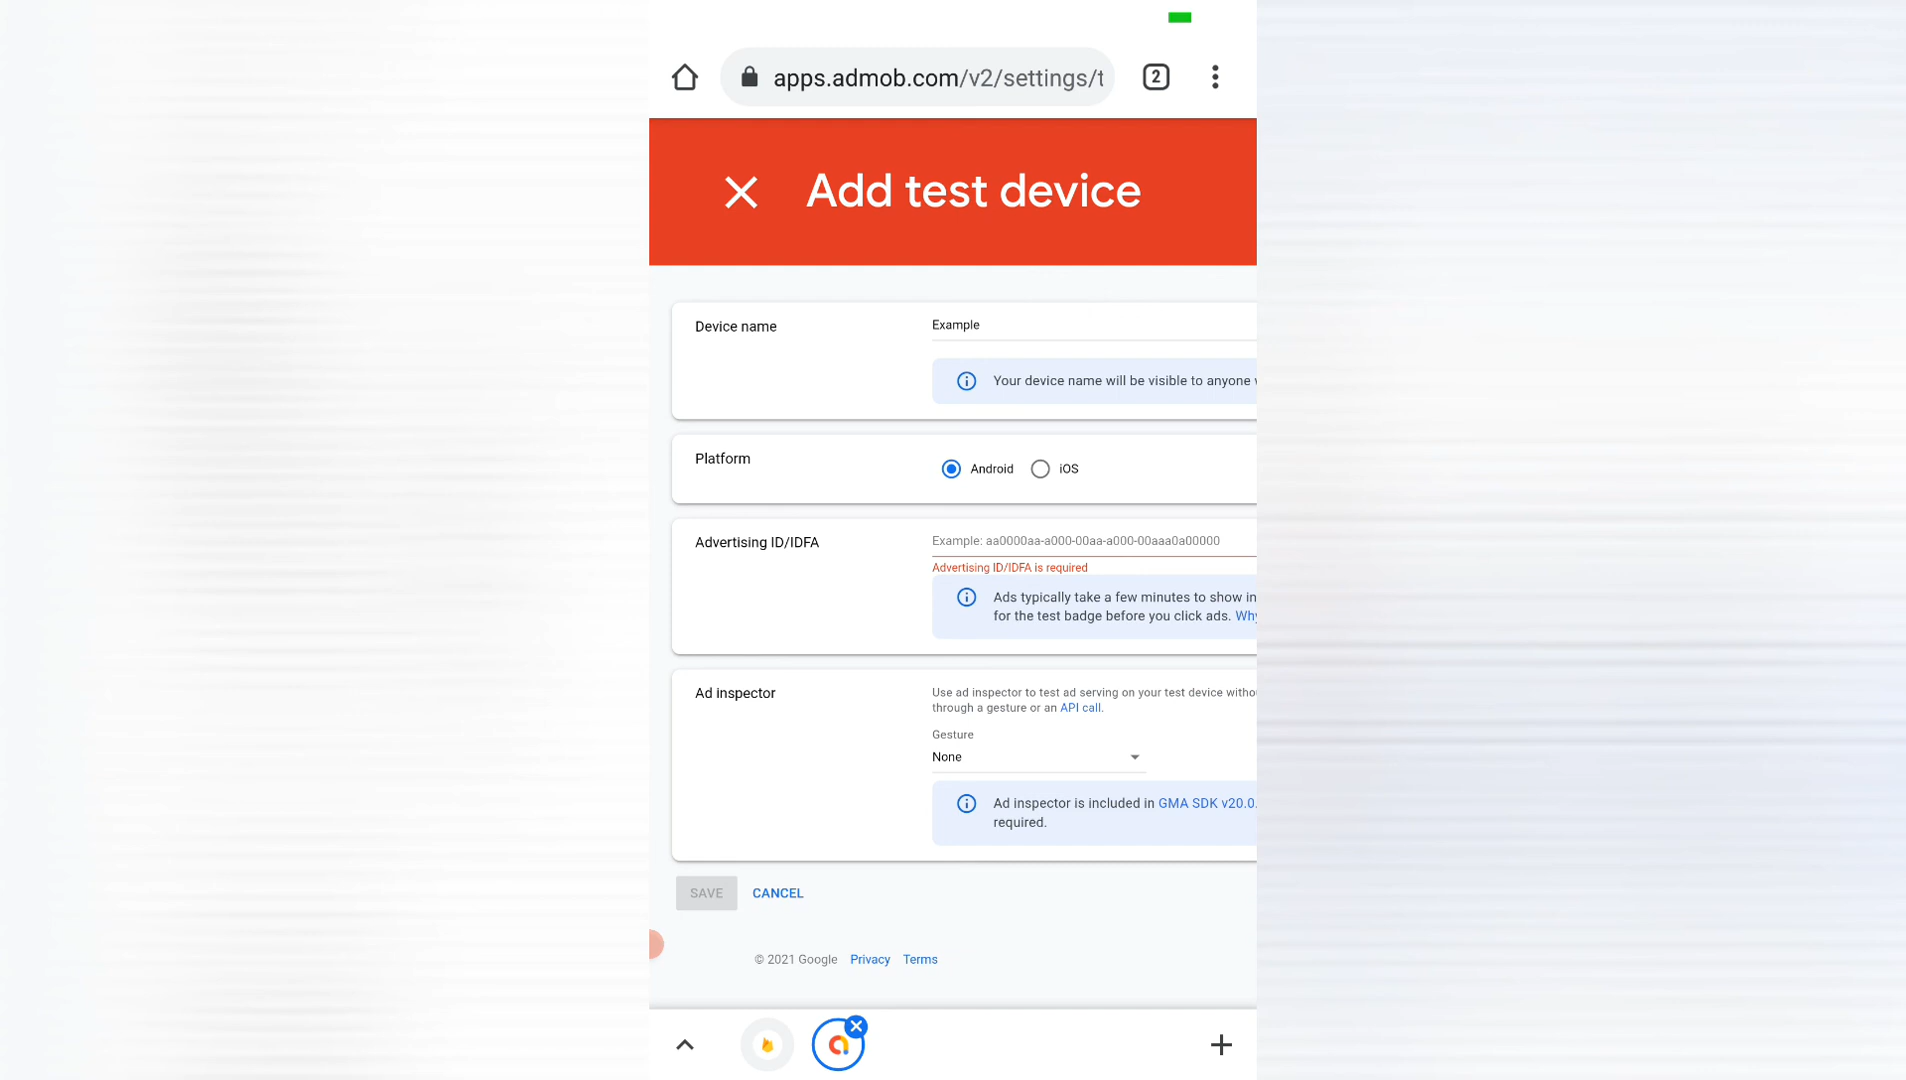 apps.admob.com/v2/settings/t
2
Add test device
Device name
Example
Your device name will be visible to anyone
Platform
Android
iOS
Advertising ID/IDFA
Example: aa0000aa-a000-00aa-a000-00aaa0a00000
Advertising ID/IDFA is required
Ads typically take a few minutes to show in
for the test badge before you click ads. Why
Ad inspector
Use ad inspector to test ad serving on your test device witho
through a gesture or an API call.
Gesture
None
Ad inspector is included in GMA SDK v20.0.
required.
SAVE
CANCEL
© 2021 Google
Privacy
Terms